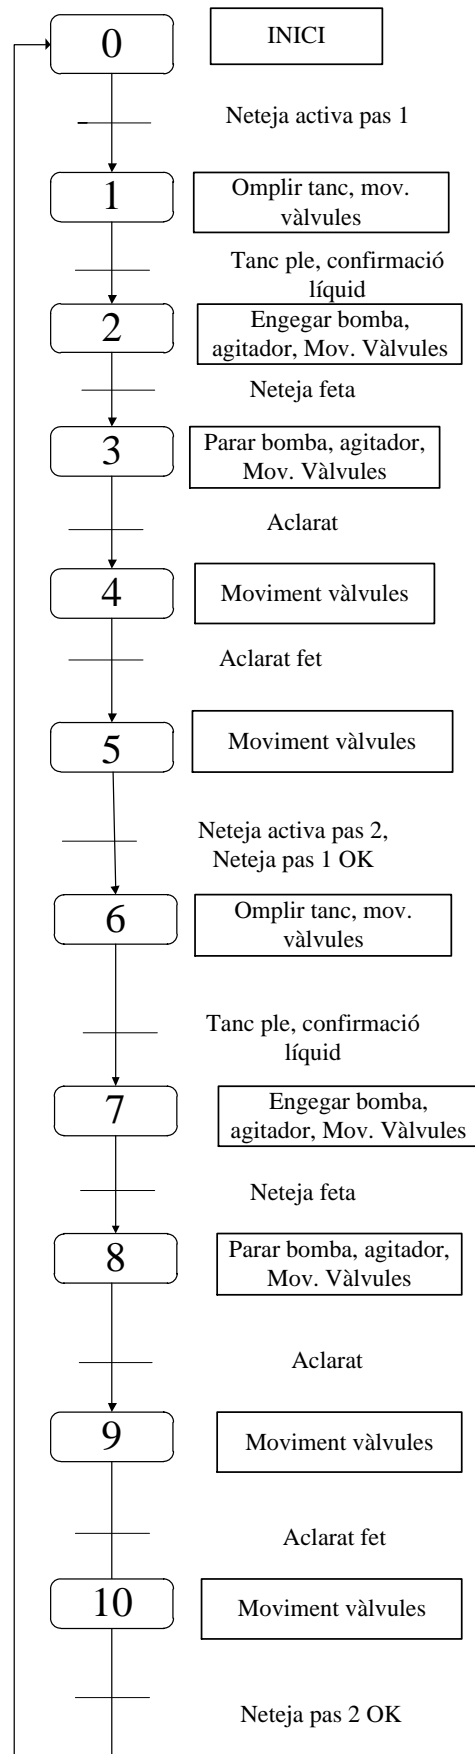 0
INICI
Neteja activa pas 1
1
Omplir tanc, mov.
vàlvules
Tanc ple, confirmació
líquid
2
Engegar bomba,
agitador, Mov. Vàlvules
Neteja feta
3
Parar bomba, agitador,
Mov. Vàlvules
Aclarat
4
Moviment vàlvules
Aclarat fet
5
Moviment vàlvules
Neteja activa pas 2,
Neteja pas 1 OK
6
Omplir tanc, mov.
vàlvules
Tanc ple, confirmació
líquid
7
Engegar bomba,
agitador, Mov. Vàlvules
Neteja feta
8
Parar bomba, agitador,
Mov. Vàlvules
Aclarat
9
Moviment vàlvules
Aclarat fet
10
Moviment vàlvules
Neteja pas 2 OK